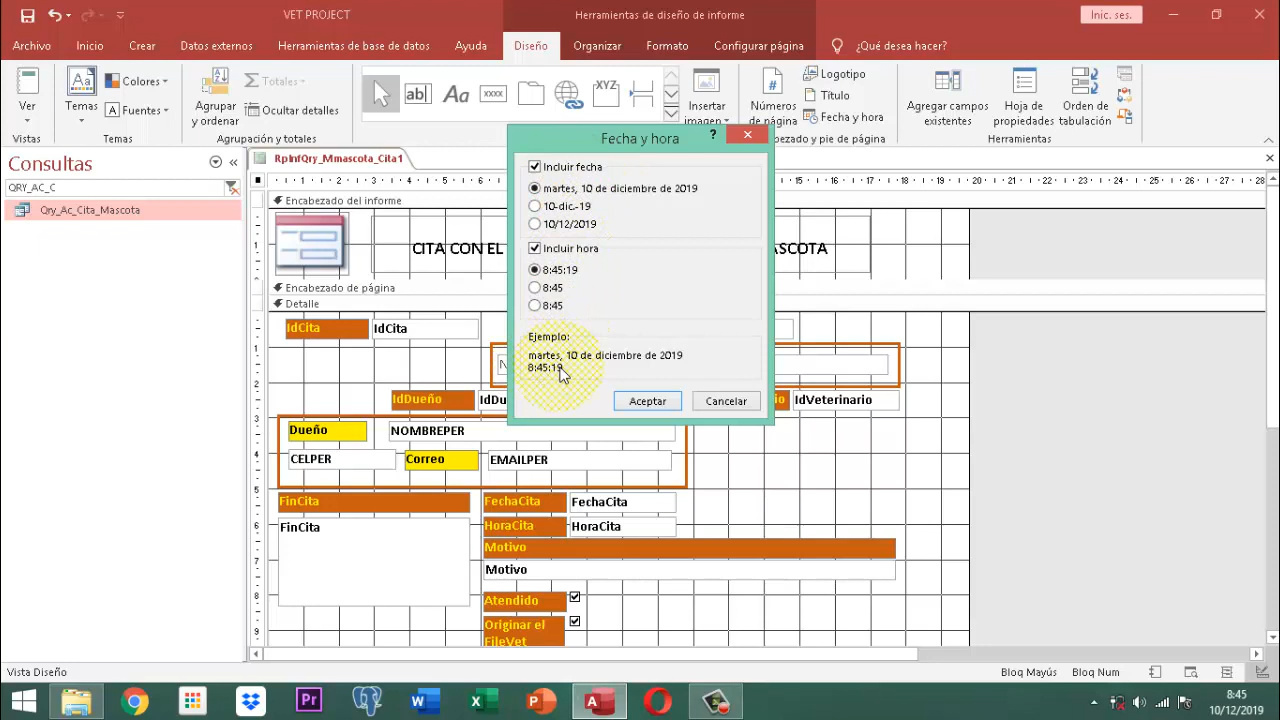 VET PROJECT
Herramientas de diseño de informe
Inic. ses.
Archivo
Inicio
Crear
Datos externos
Herramientas de base de datos
Ayuda
Diseño
Organizar
Formato
Configurar página
¿Qué desea hacer?
Ver
Temas
Colores
Fuentes
Agrupar y ordenar
Totales
Ocultar detalles
Aa
ab
xxxx
XYZ
Insertar imagen
Números de página
Logotipo
Título
Fecha y hora
Agregar campos existentes
Hoja de propiedades
Orden de tabulación
Vistas
Temas
Agrupación y totales
Herramientas
Consultas
QRY_AC_C
Qry_Ac_Cita_Mascota
RpInfQry_Mmascota_Cita1
Encabezado del informe
CITA CON EL
MASCOTA
Encabezado de página
Detalle
IdCita
IdCita
IdDueño
IdVeterinario
Dueño
NOMBREPER
CELPER
Correo
EMAILPER
FinCita
FechaCita
FechaCita
HoraCita
HoraCita
FinCita
Motivo
Motivo
Atendido
Originar el FileVet
Fecha y hora
Incluir fecha
martes, 10 de diciembre de 2019
10-dic.-19
10/12/2019
Incluir hora
8:45:19
8:45
8:45
Ejemplo:
martes, 10 de diciembre de 2019
8:45:19
Aceptar
Cancelar
Vista Diseño
Bloq Mayús
Bloq Num
8:45
10/12/2019